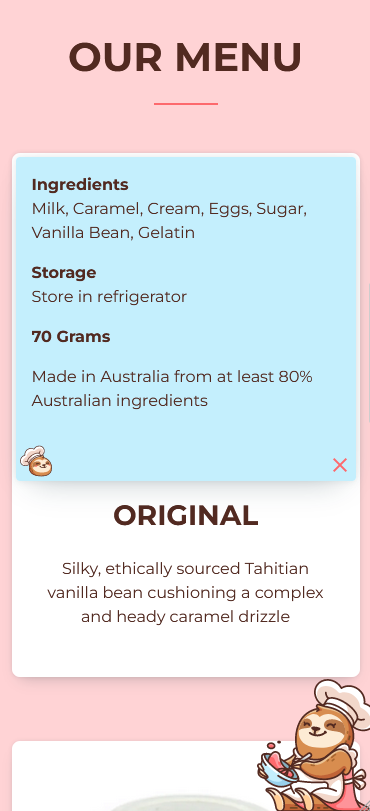 OUR MENU
Ingredients
Milk, Caramel, Cream, Eggs, Sugar,
Vanilla Bean, Gelatin
Storage
Store in refrigerator
70 Grams
Made in Australia from at least 80%
Australian ingredients
ORIGINAL
Silky, ethically sourced Tahitian
vanilla bean cushioning a complex
and heady caramel drizzle